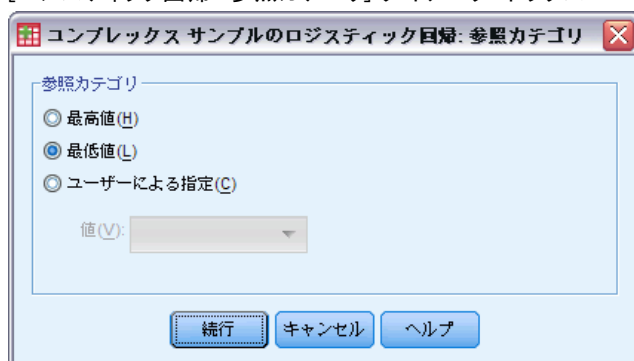 コンプレックス サンプルのロジスティック回帰: 参照カテゴリ
参照カテゴリ
最高値(H)
最低値(L)
ユーザーによる指定(C)
値(V):
続行 キャンセル ヘルプ